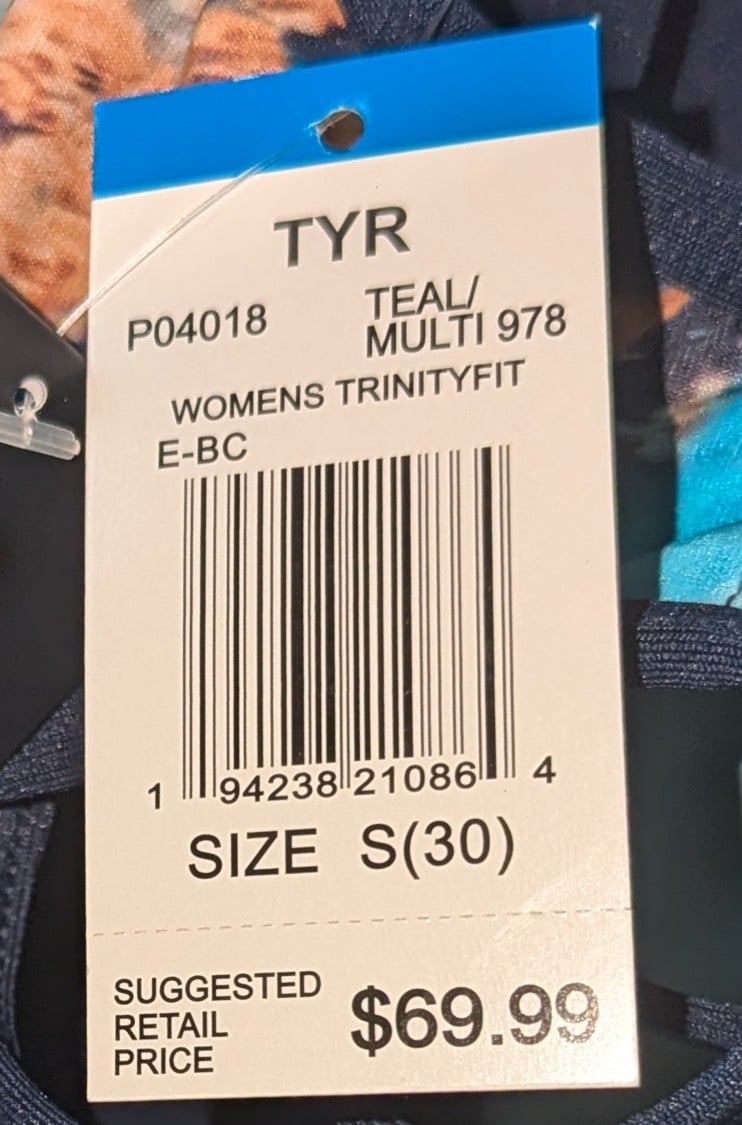 TYR
P04018 TEAL/
MULTI 978
WOMENS TRINITYFIT
E-BC
1 94238 21086 4
SIZE S(30)
SUGGESTED
RETAIL
PRICE
$69.99